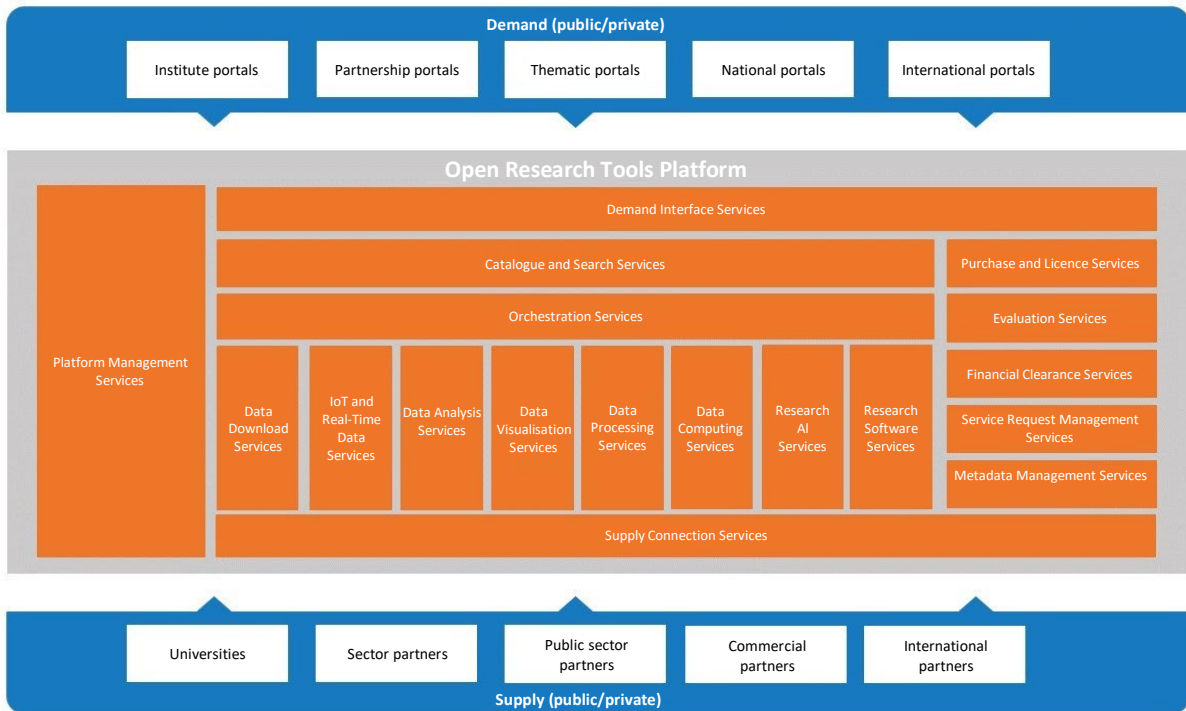 Demand (public/private)
Institute portals
Partnership portals
Thematic portals
National portals
International portals
Open Research Tools Platform
Platform Management
Services
Demand Interface Services
Catalogue and Search Services
Orchestration Services
Data
Download
Services
IoT and
Real-Time
Data
Services
Data Analysis
Services
Data
Visualisation
Services
Data
Processing
Services
Data
Computing
Services
Research
AI
Services
Research
Software
Services
Purchase and Licence Services
Evaluation Services
Financial Clearance Services
Service Request Management
Services
Metadata Management Services
Supply Connection Services
Universities
Sector partners
Public sector
partners
Commercial
partners
International
partners
Supply (public/private)